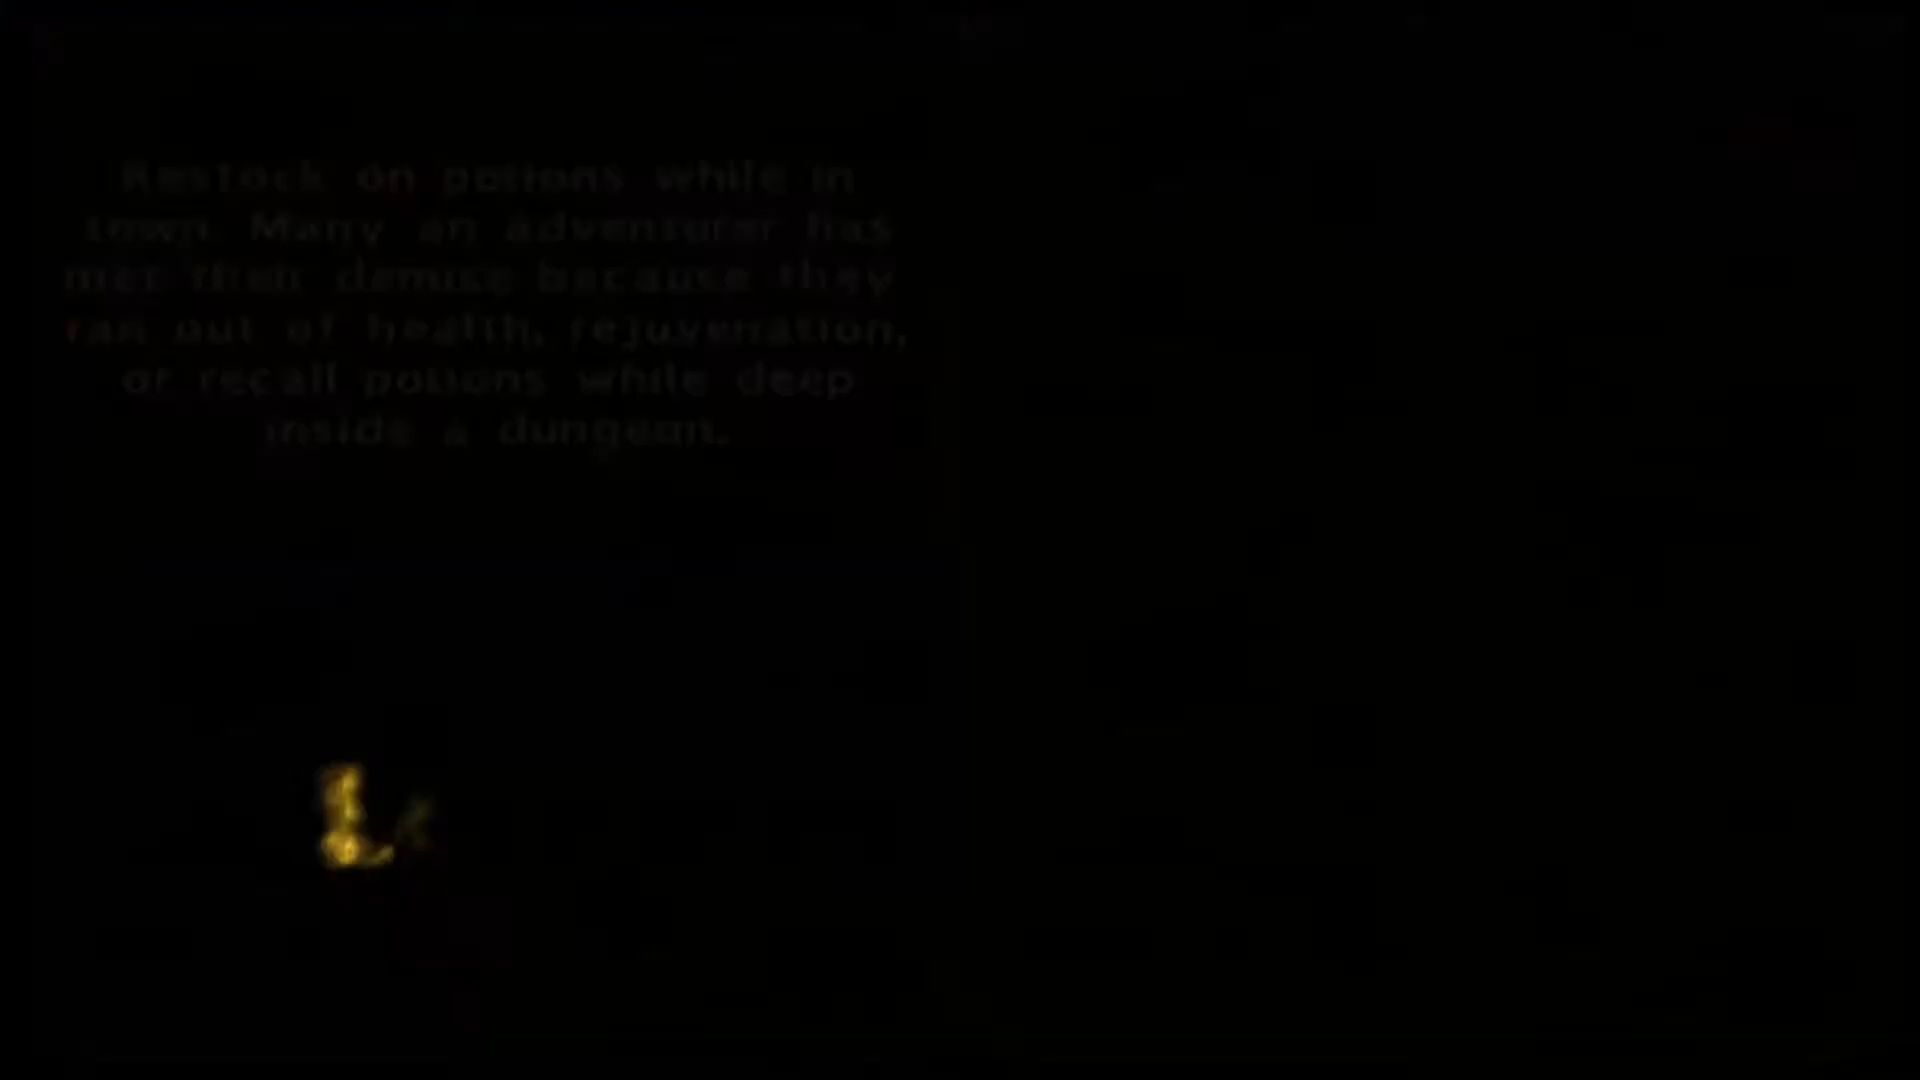 Restock on potions while in
town. Many an adventurer has
met their demise because they
ran out of health, rejuvenation,
or recall potions while deep
inside a dungeon.
L